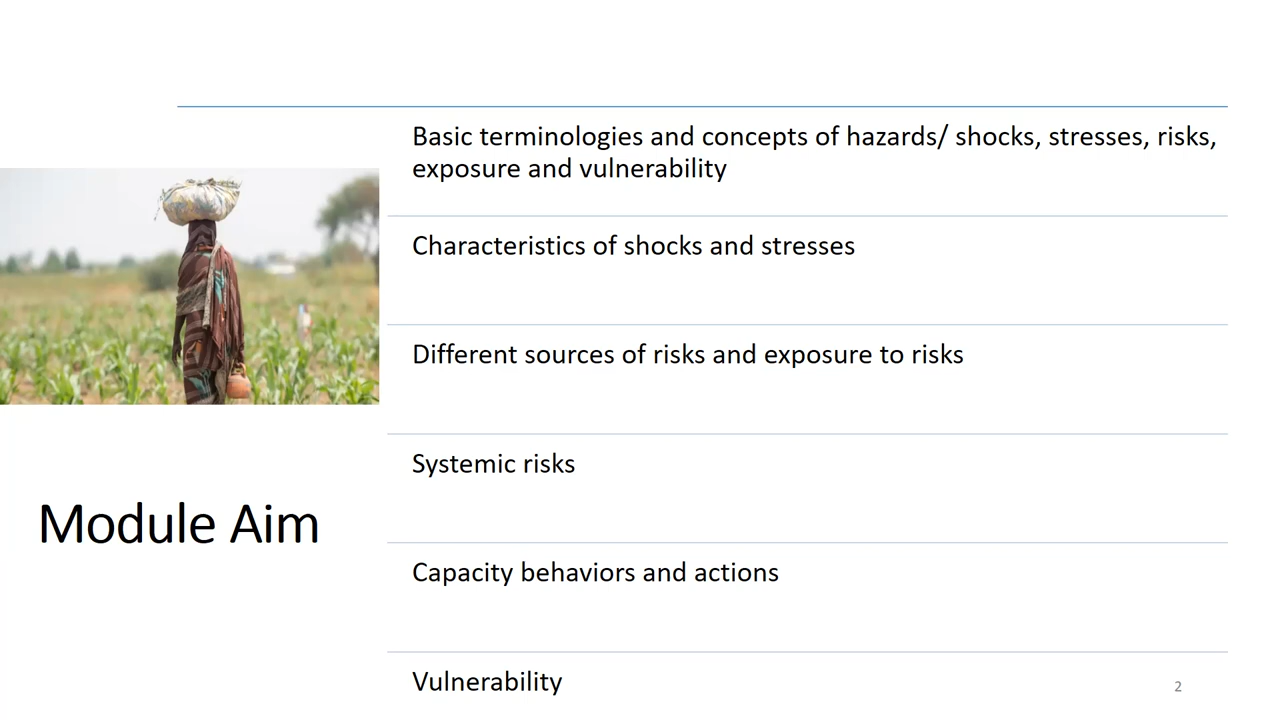 Module Aim
Basic terminologies and concepts of hazards/ shocks, stresses, risks,
exposure and vulnerability
Characteristics of shocks and stresses
Different sources of risks and exposure to risks
Systemic risks
Capacity behaviors and actions
Vulnerability
2